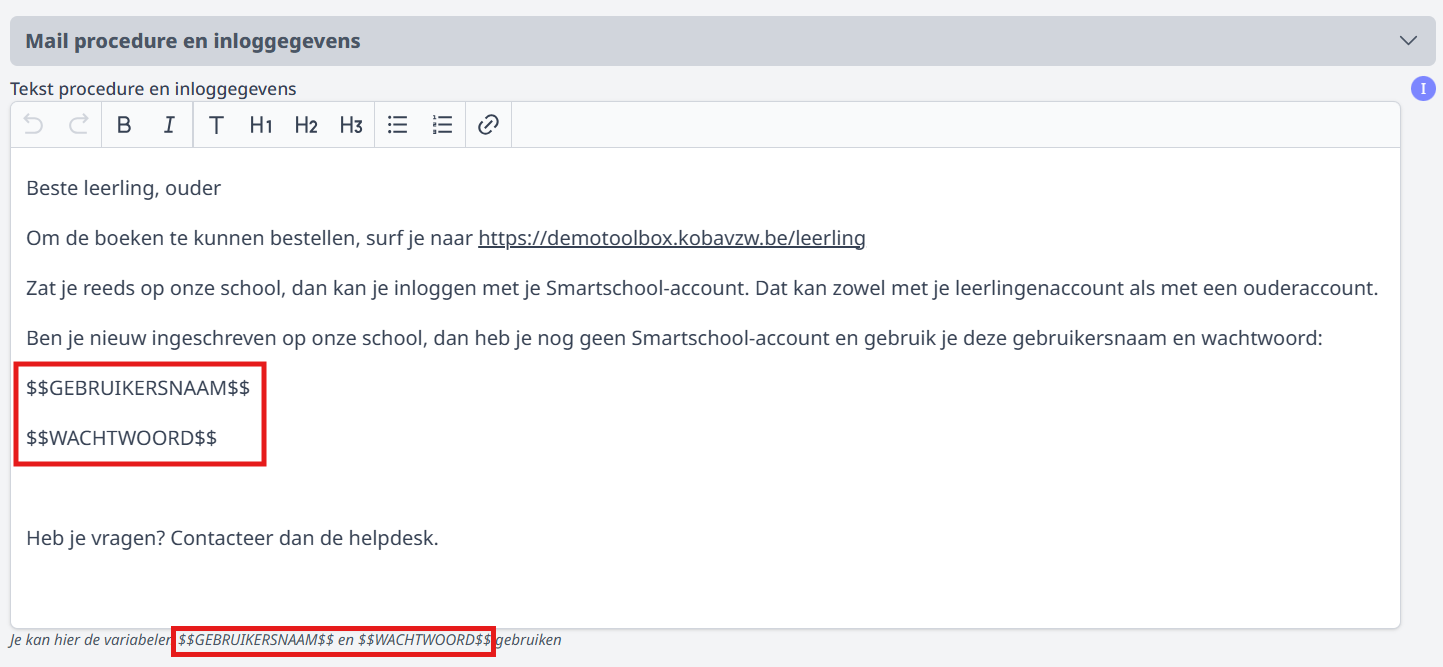 Mail procedure en inloggegevens
Tekst procedure en inloggegevens
I
B I T H1 H2 H3
Beste leerling, ouder
Om de boeken te kunnen bestellen, surf je naar https://demotoolbox.kobavzw.be/leerling
Zat je reeds op onze school, dan kan je inloggen met je Smartschool-account. Dat kan zowel met je leerlingenaccount als met een ouderaccount.
Ben je nieuw ingeschreven op onze school, dan heb je nog geen Smartschool-account en gebruik je deze gebruikersnaam en wachtwoord:
$$GEBRUIKERSNAAM$$
$$WACHTWOORD$$
Heb je vragen? Contacteer dan de helpdesk.
Je kan hier de variabelen $$GEBRUIKERSNAAM$$ en $$WACHTWOORD$$ gebruiken